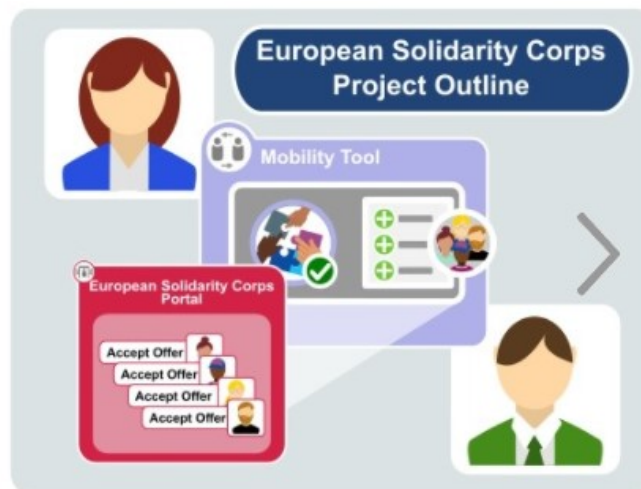 European Solidarity Corps
Project Outline
Mobility Tool
European Solidarity Corps
Portal
Accept Offer
Accept Offer
Accept Offer
Accept Offer